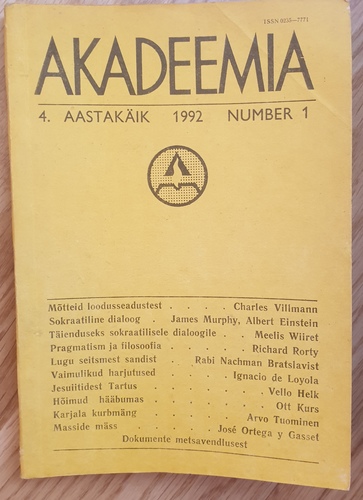 ISSN 0235—7771
AKADEEMIA
4. AASTAKÄIK 1992 NUMBER 1
Mõtteid loodusseadustest . . . . Charles Villmann
Sokraatiline dialoog . James Murphy, Albert Einstein
Täienduseks sokraatilisele dialoogile . . Meelis Wiiret
Pragmatism ja filosoofia . . . . Richard Rorty
Lugu seitsmest sandist . . Rabi Nachman Bratslavist
Vaimulikud harjutused . . . . Ignacio de Loyola
Jesuiitidest Tartus . . . . . . Vello Helk
Hõimud hääbumas . . . . . . Ott Kurs
Karjala kurbmäng . . . . . Arvo Tuominen
Masside mäss . . . . José Ortega y Gasset
Dokumente metsavendlusest